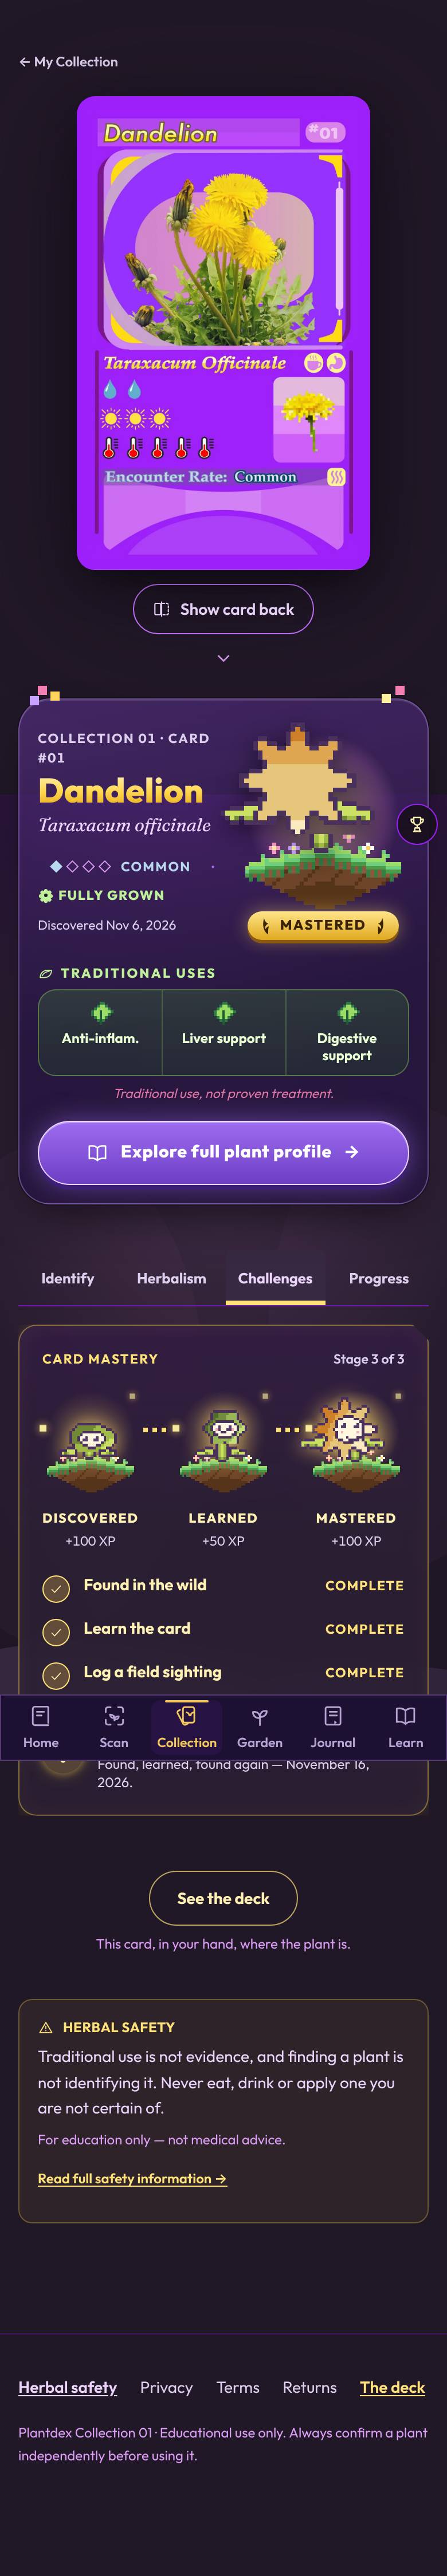 ← My Collection
Dandelion
#01
Taraxacum Officinale
Encounter Rate: Common
Show card back
COLLECTION 01 · CARD
#01
Dandelion
Taraxacum officinale
COMMON ·
FULLY GROWN
Discovered Nov 6, 2026
MASTERED
TRADITIONAL USES
Anti-inflam.
Liver support
Digestive
support
Traditional use, not proven treatment.
Explore full plant profile →
Identify
Herbalism
Challenges
Progress
CARD MASTERY
Stage 3 of 3
DISCOVERED
LEARNED
MASTERED
+100 XP
+50 XP
+100 XP
Found in the wild
COMPLETE
Learn the card
COMPLETE
Log a field sighting
COMPLETE
Home
Scan
Collection
Garden
Journal
Learn
Found, learned, found again — November 16,
2026.
See the deck
This card, in your hand, where the plant is.
HERBAL SAFETY
Traditional use is not evidence, and finding a plant is
not identifying it. Never eat, drink or apply one you
are not certain of.
For education only — not medical advice.
Read full safety information →
Herbal safety
Privacy
Terms
Returns
The deck
Plantdex Collection 01 · Educational use only. Always confirm a plant
independently before using it.